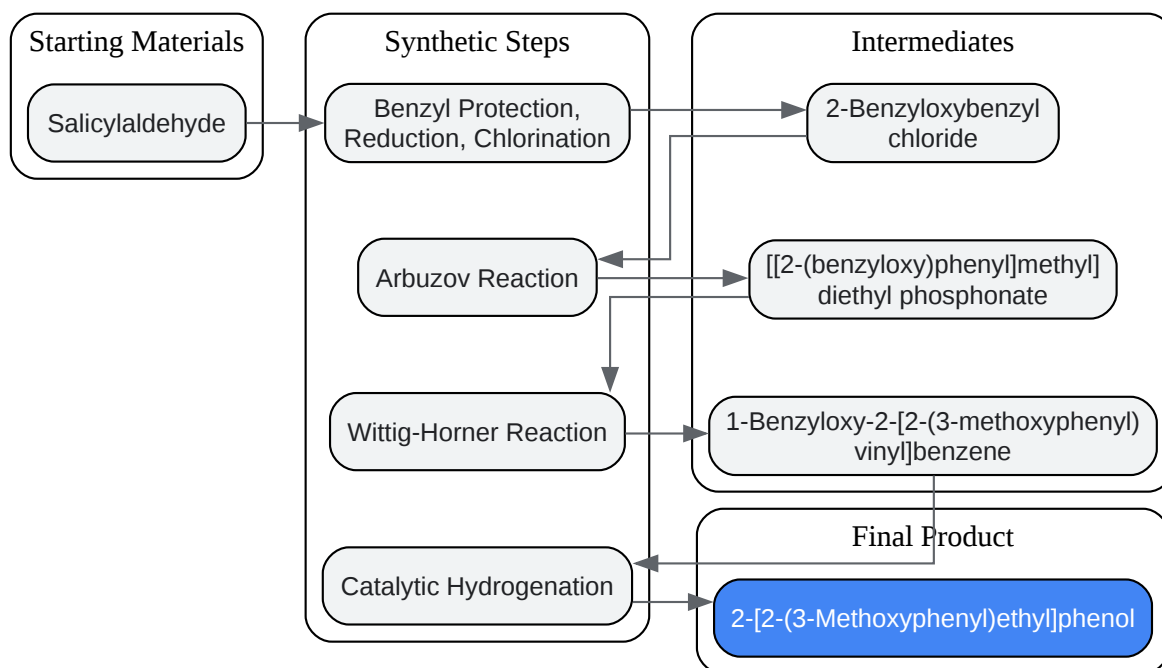 Starting Materials
Salicylaldehyde
Synthetic Steps
Benzyl Protection,
Reduction, Chlorination
Arbuzov Reaction
Wittig-Horner Reaction
Catalytic Hydrogenation
Intermediates
2-Benzyloxybenzyl
chloride
[[2-(benzyloxy)phenyl]methyl]
diethyl phosphonate
1-Benzyloxy-2-[2-(3-methoxyphenyl)
vinyl]benzene
Final Product
2-[2-(3-Methoxyphenyl)ethyl]phenol